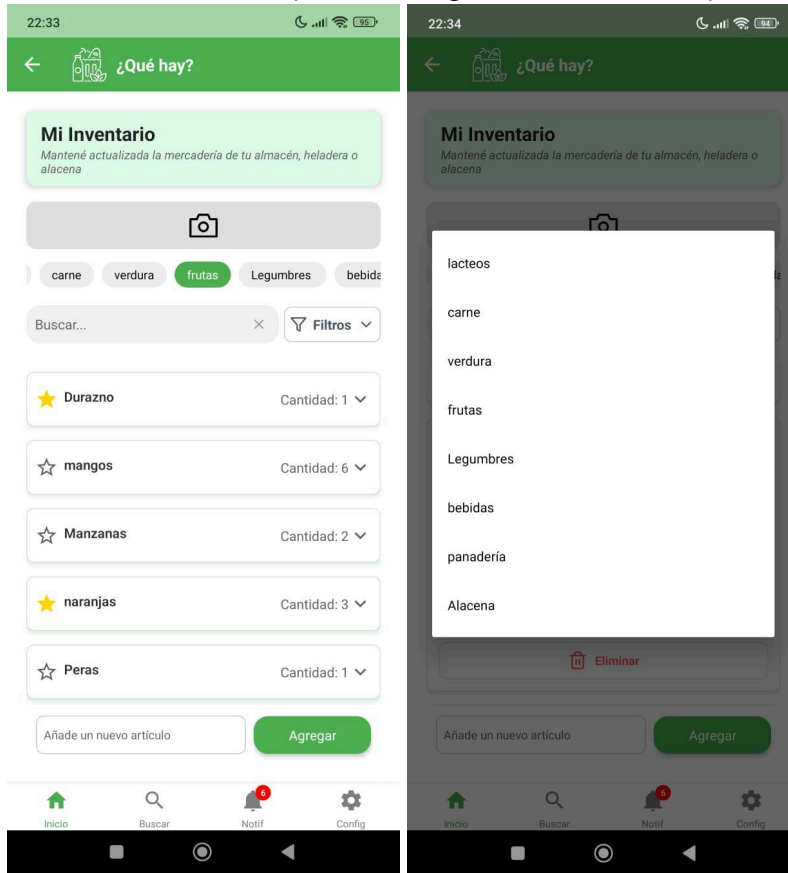 22:33
95
¿Qué hay?
Mi Inventario
Mantené actualizada la mercadería de tu almacén, heladera o
alacena
carne verdura frutas Legumbres bebida
Buscar... Filtros
Durazno Cantidad: 1
mangos Cantidad: 6
Manzanas Cantidad: 2
naranjas Cantidad: 3
Peras Cantidad: 1
Añade un nuevo artículo Agregar
6
Inicio Buscar Notif Config
22:34
94
¿Qué hay?
Mi Inventario
Mantené actualizada la mercadería de tu almacén, heladera o
alacena
lacteos
carne
verdura
frutas
Legumbres
bebidas
panadería
Alacena
Eliminar
Añade un nuevo artículo Agregar
6
Inicio Buscar Notif Config